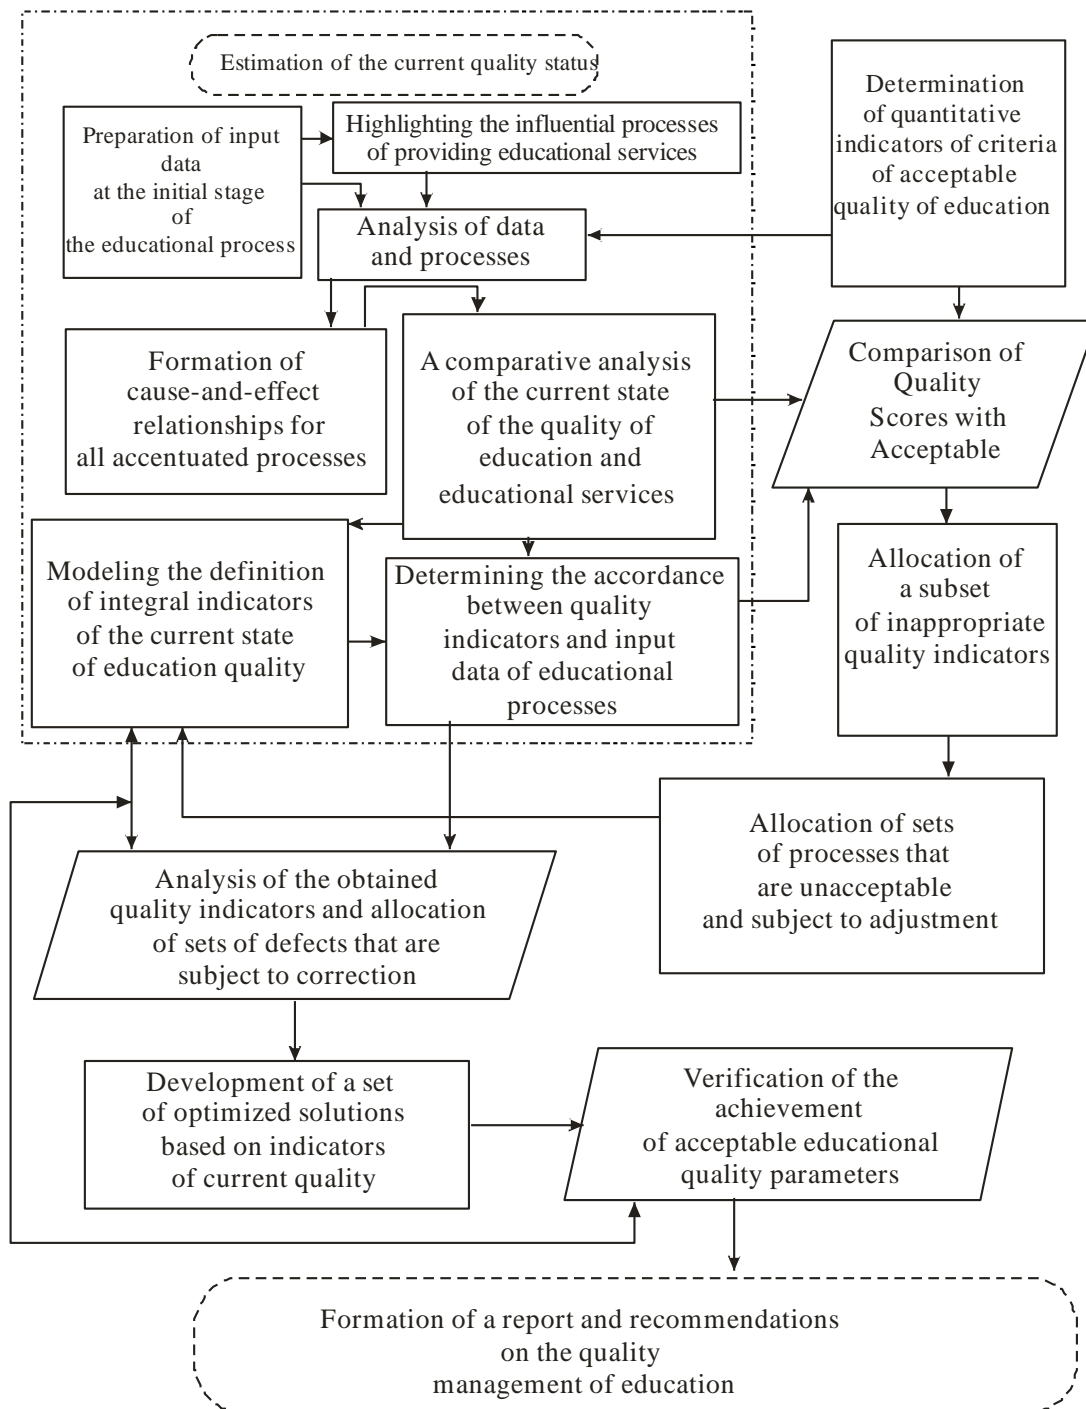 Estimation of the current quality status
Preparation of input
data
at the initial stage
of
the educational process
Highlighting the influential processes
of providing educational services
Analysis of data
and processes
Determination
of quantitative
indicators of criteria
of acceptable
quality of education
Formation of
cause-and-effect
relationships for
all accentuated processes
A comparative analysis
of the current state
of the quality of
education and
educational services
Comparison of
Quality
Scores with
Acceptable
Modeling the definition
of integral indicators
of the current state
of education quality
Determining the accordance
between quality
indicators and input
data of educational
processes
Allocation of
a subset
of inappropriate
quality indicators
Allocation of sets
of processes that
are unacceptable
and subject to adjustment
Analysis of the obtained
quality indicators and allocation
of sets of defects that are
subject to correction
Development of a set
of optimized solutions
based on indicators
of current quality
Verification of the
achievement
of acceptable educational
quality parameters
Formation of a report and recommendations
on the quality
management of education